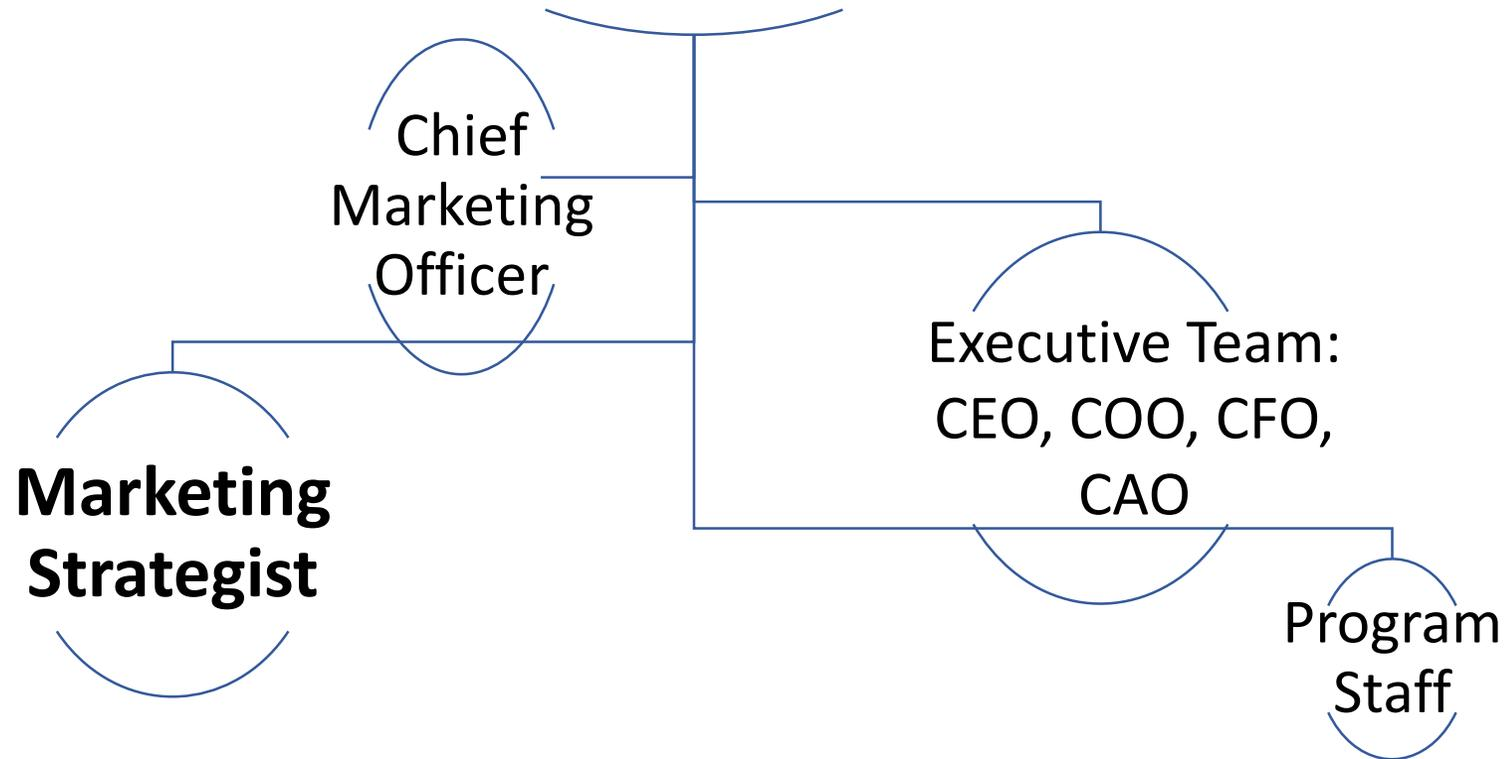 Chief
Marketing
Officer
Executive Team:
CEO, COO, CFO,
CAO
Marketing
Strategist
Program
Staff